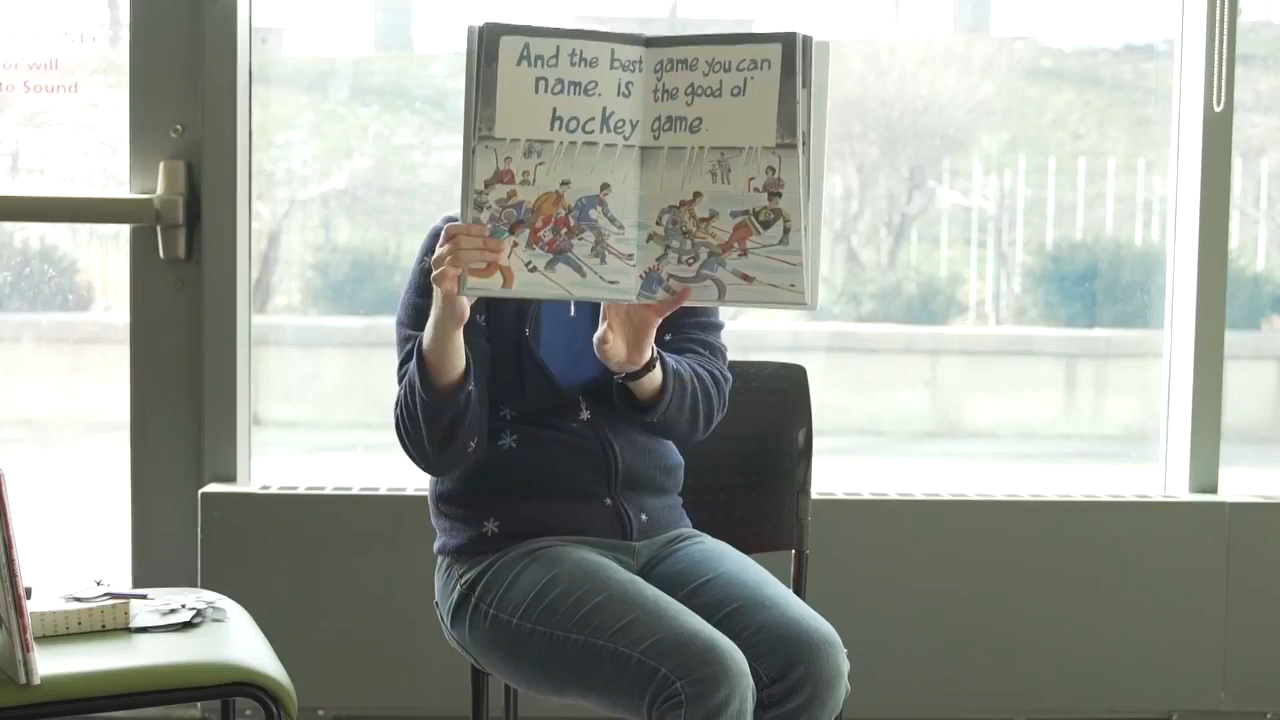 or will
to Sound
And the best game you can
name. is the good ol'
hockey game.